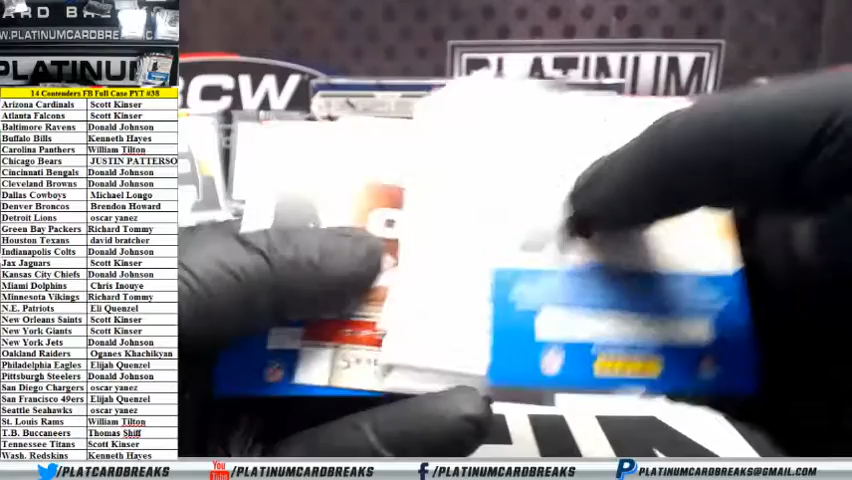 ARD BRE
W.PLATINUMCARDBREAKS.
PLATINUM
BCW
PLATINUM
14 Contenders FB Full Case PYT #38
Arizona Cardinals Scott Kinser
Atlanta Falcons Scott Kinser
Baltimore Ravens Donald Johnson
Buffalo Bills Kenneth Hayes
Carolina Panthers William Tilton
Chicago Bears JUSTIN PATTERSO
Cincinnati Bengals Donald Johnson
Cleveland Browns Donald Johnson
Dallas Cowboys Michael Longo
Denver Broncos Brendon Howard
Detroit Lions oscar yanez
Green Bay Packers Richard Tommy
Houston Texans david bratcher
Indianapolis Colts Donald Johnson
Jax Jaguars Scott Kinser
Kansas City Chiefs Donald Johnson
Miami Dolphins Chris Inouye
Minnesota Vikings Richard Tommy
N.E. Patriots Eli Quenzel
New Orleans Saints Scott Kinser
New York Giants Scott Kinser
New York Jets Donald Johnson
Oakland Raiders Oganes Khachikyan
Philadelphia Eagles Elijah Quenzel
Pittsburgh Steelers Donald Johnson
San Diego Chargers oscar yanez
San Francisco 49ers Elijah Quenzel
Seattle Seahawks oscar yanez
St. Louis Rams William Tilton
T.B. Buccaneers Thomas Shiff
Tennessee Titans Scott Kinser
Wash. Redskins Kenneth Hayes
/PLATCARDBREAKS
You Tube /PLATINUMCARDBREAKS
f /PLATINUMCARDBREAKS
P PLATINUMCARDBREAKS@GMAIL.COM